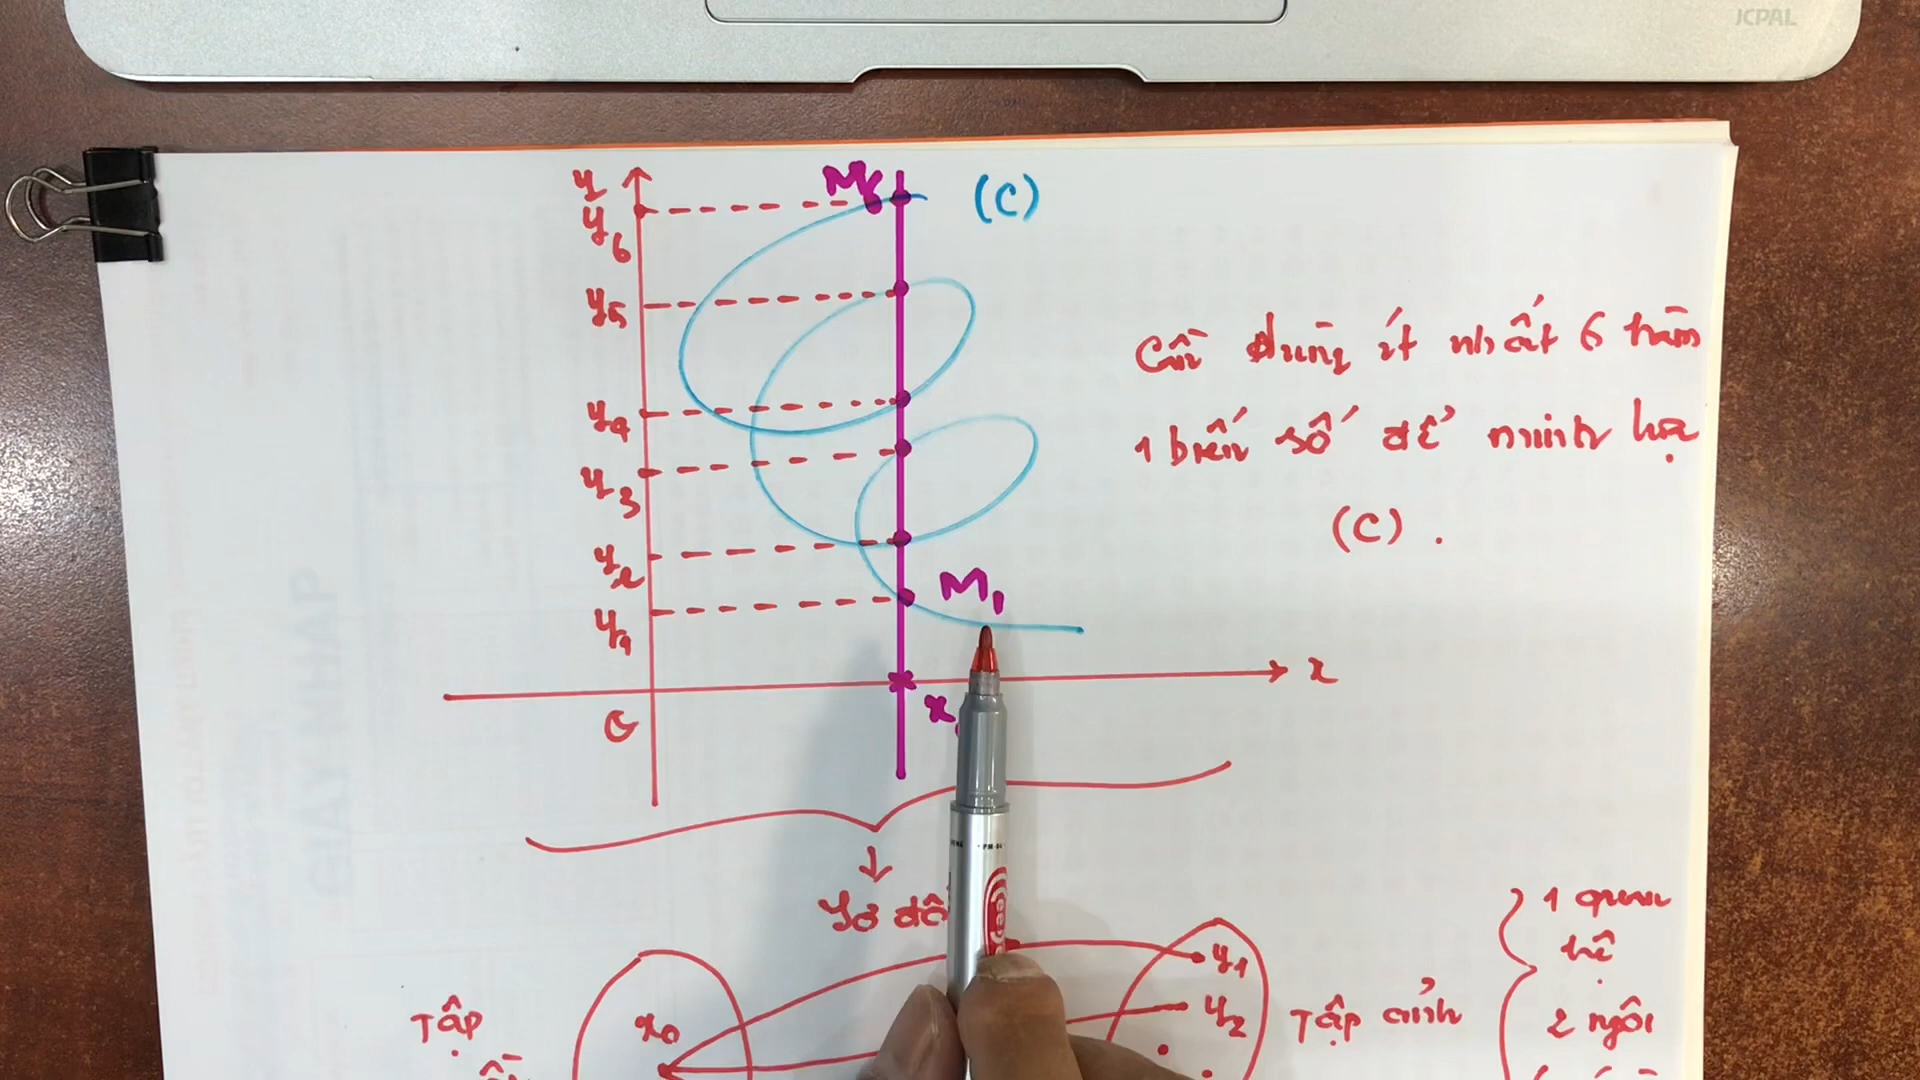 JCPAL
y
M6
(C)
y6
y5
y4
y3
y2
M1
y1
x
O
x
Cần dùng ít nhất 6 hàm
1 biến số để minh họa
(C).
Sơ đồ
Tập
x0
y1
y2
Tập ảnh
1 quan
hệ
2 ngôi